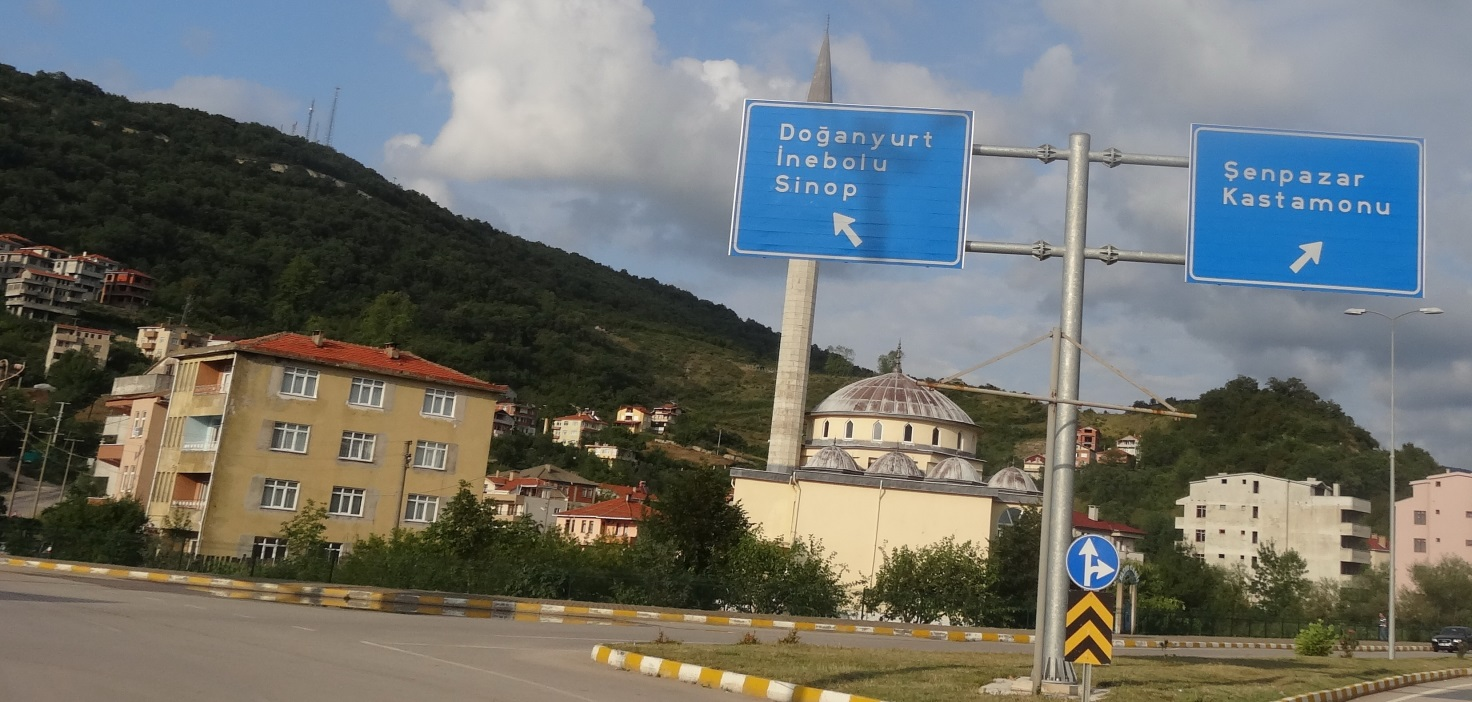 Doğanyurt
İnebolu
Sinop
Şenpazar
Kastamonu